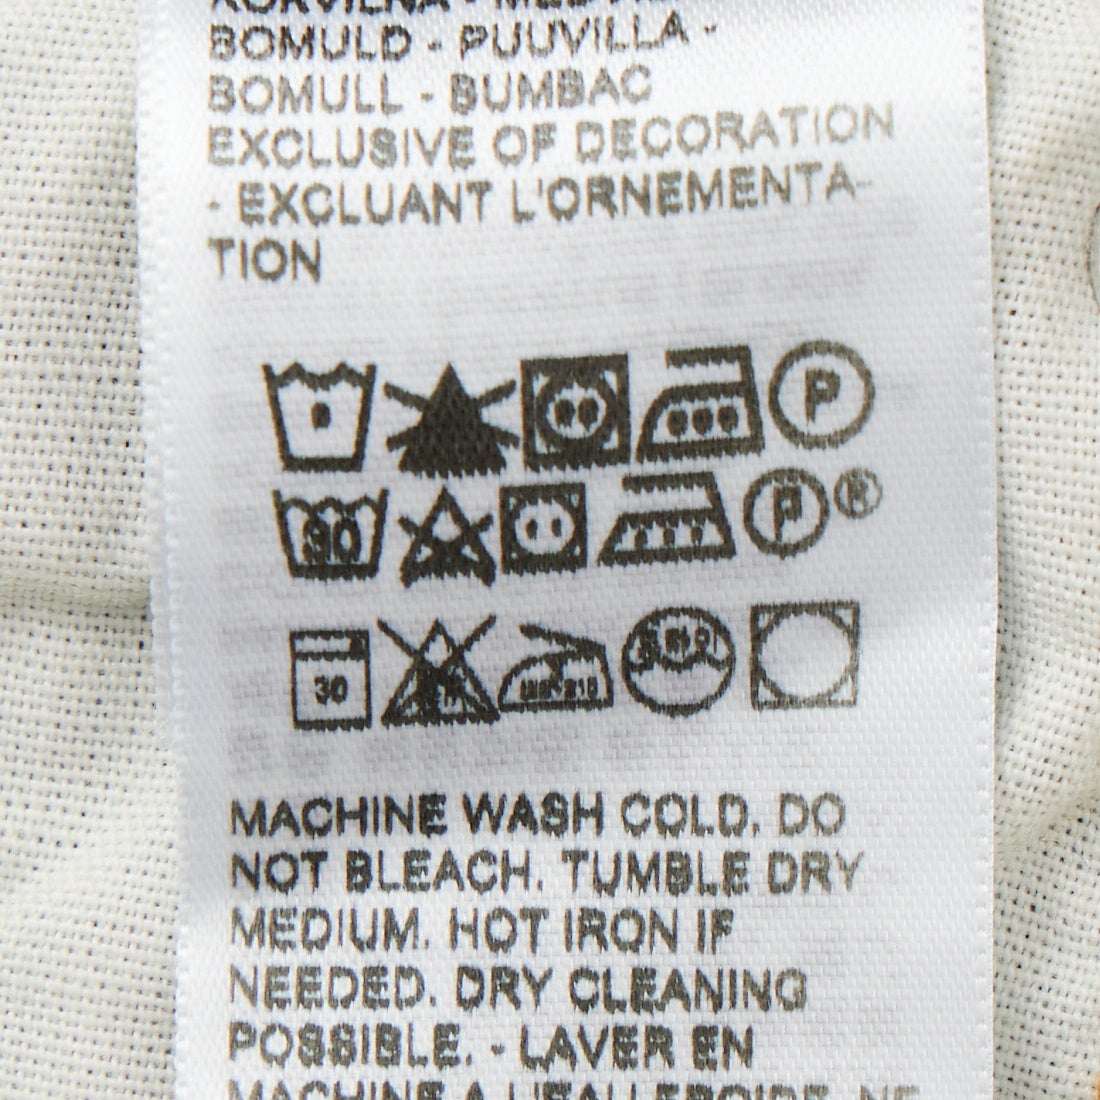 BOMULD - PUUVILLA -
BOMULL - BUMBAC
EXCLUSIVE OF DECORATION
- EXCLUANT L'ORNEMENTA-
TION
P
P ®
30
MACHINE WASH COLD. DO
NOT BLEACH. TUMBLE DRY
MEDIUM. HOT IRON IF
NEEDED. DRY CLEANING
POSSIBLE. - LAVER EN
MACHINE A